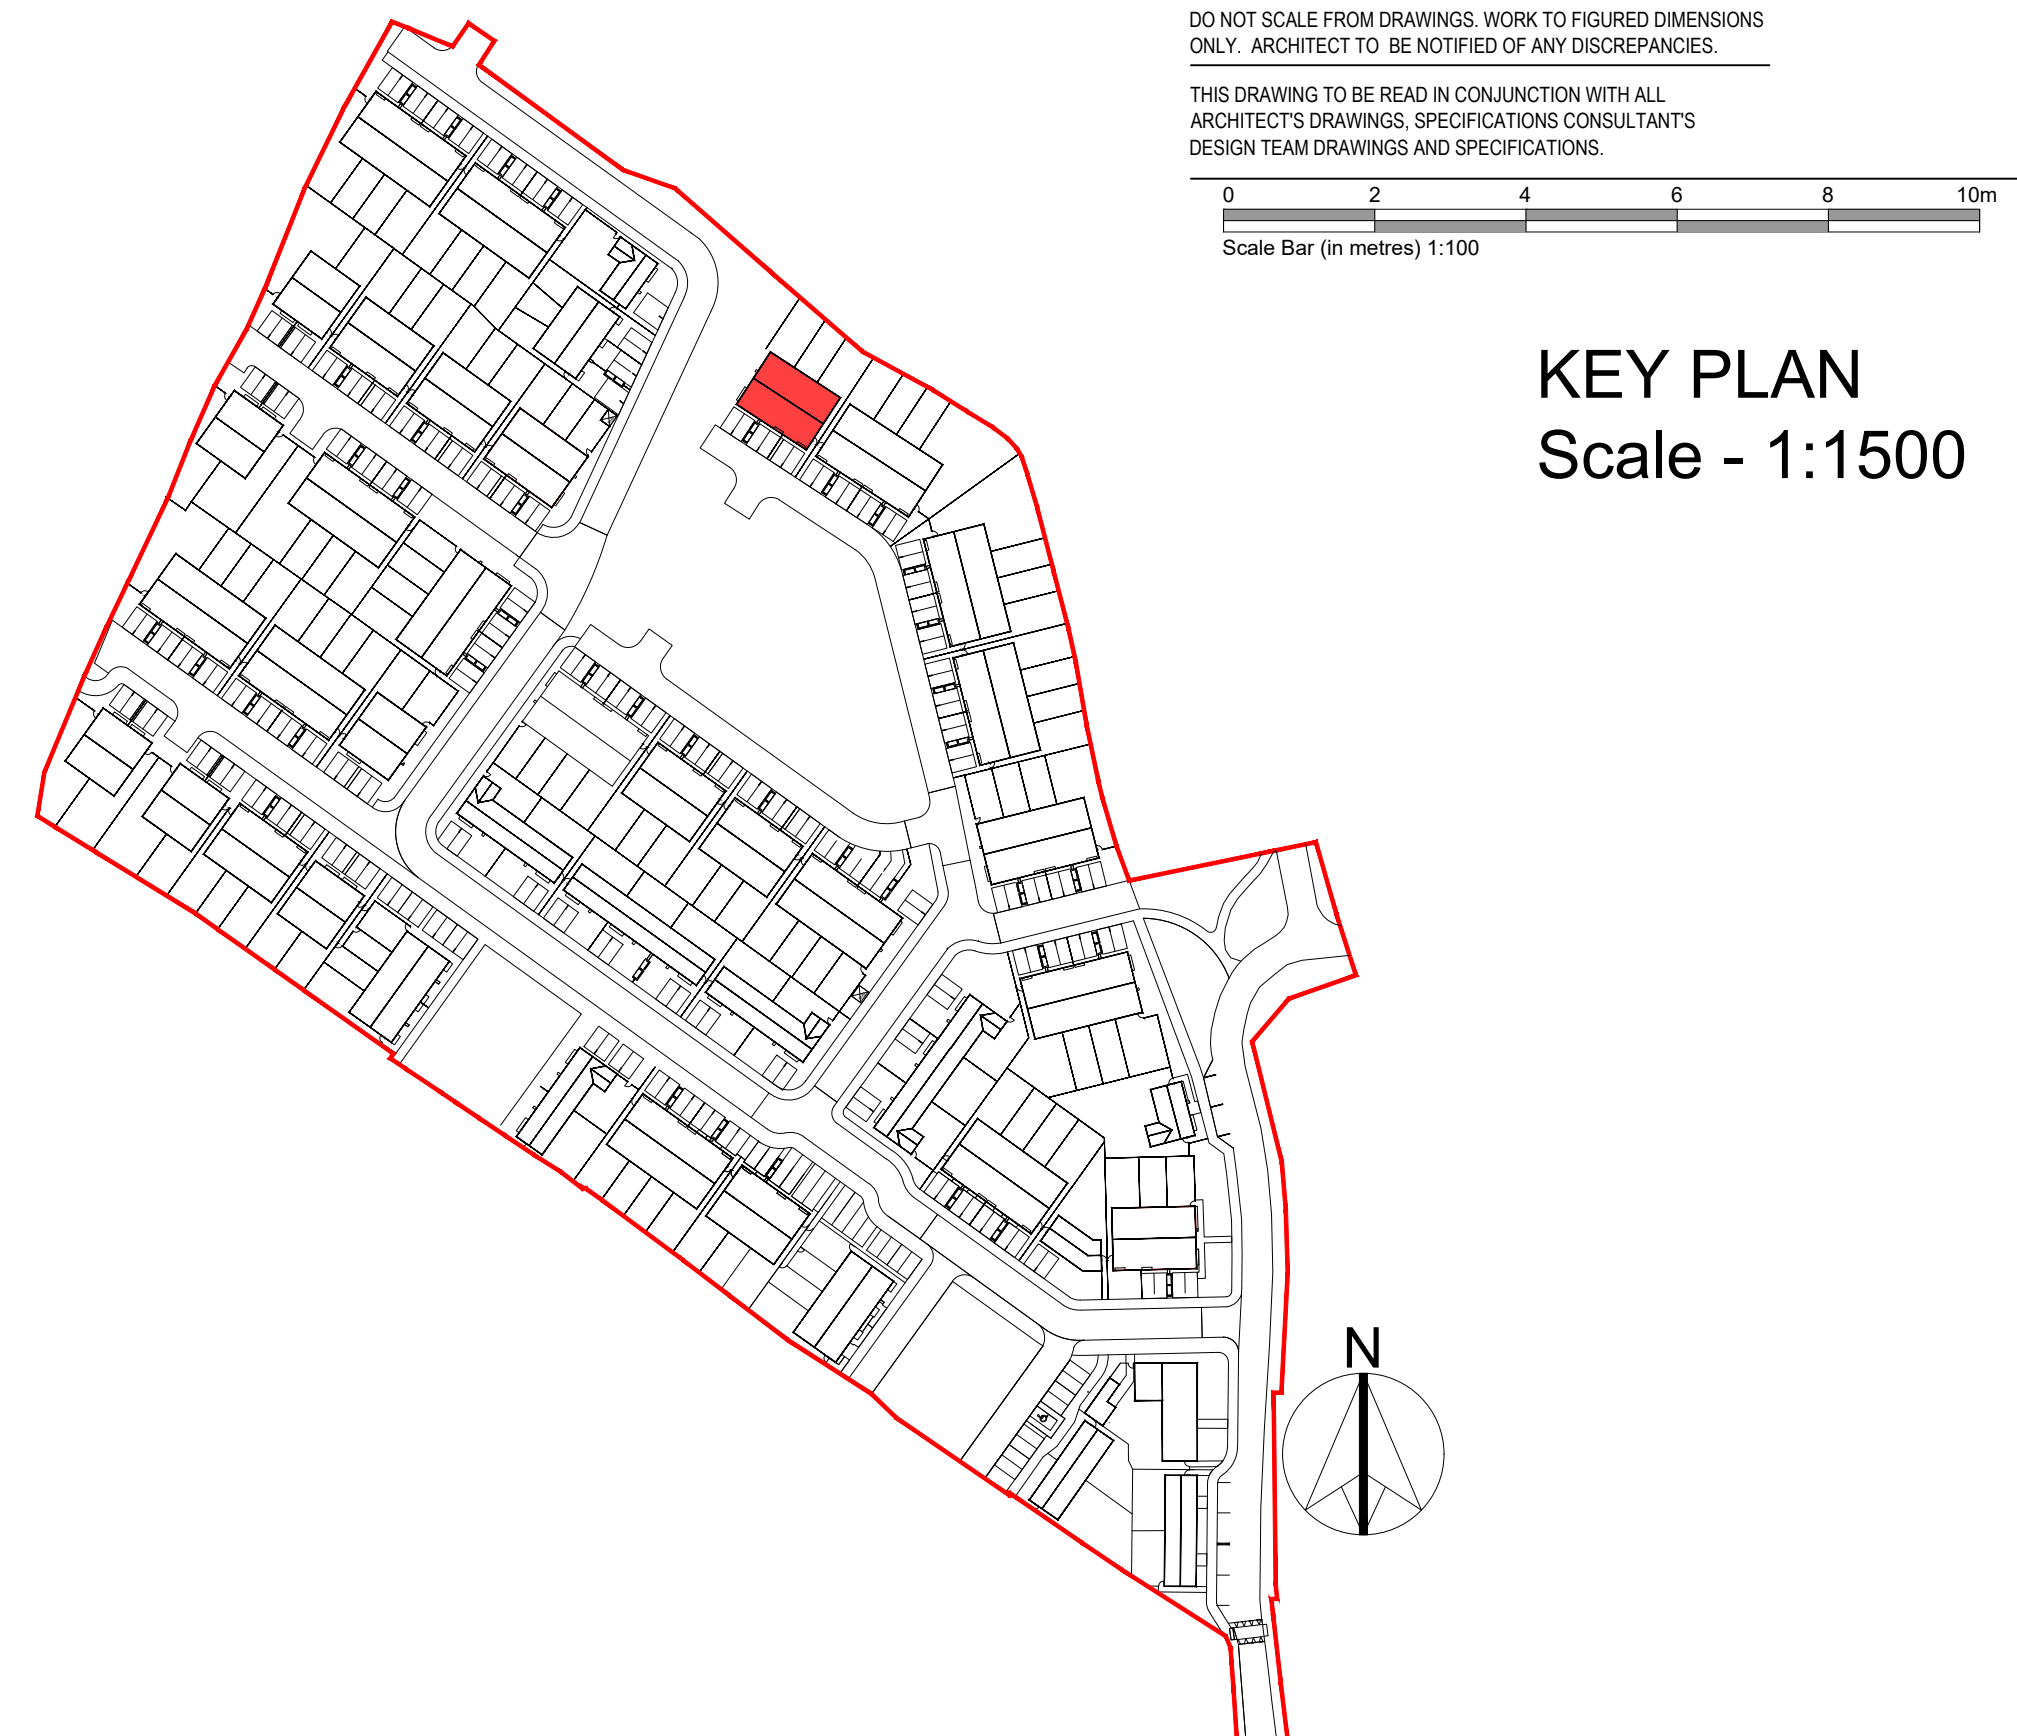 DO NOT SCALE FROM DRAWINGS. WORK TO FIGURED DIMENSIONS
ONLY. ARCHITECT TO BE NOTIFIED OF ANY DISCREPANCIES.
THIS DRAWING TO BE READ IN CONJUNCTION WITH ALL
ARCHITECT'S DRAWINGS, SPECIFICATIONS CONSULTANT'S
DESIGN TEAM DRAWINGS AND SPECIFICATIONS.
0 2 4 6 8 10m
Scale Bar (in metres) 1:100
KEY PLAN
Scale - 1:1500
N